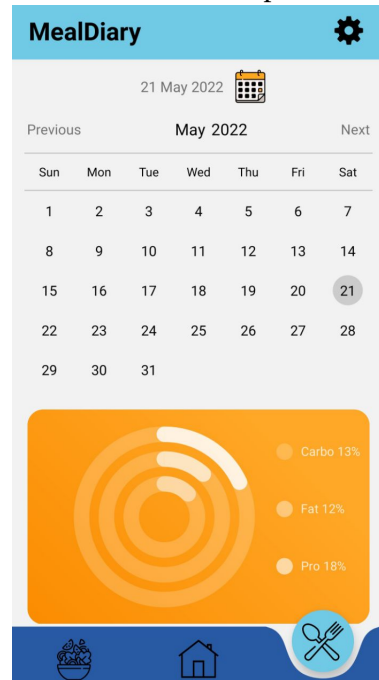 MealDiary
21 May 2022
Previous May 2022 Next
Sun Mon Tue Wed Thu Fri Sat
1 2 3 4 5 6 7
8 9 10 11 12 13 14
15 16 17 18 19 20 21
22 23 24 25 26 27 28
29 30 31
Carbo 13%
Fat 12%
Pro 18%